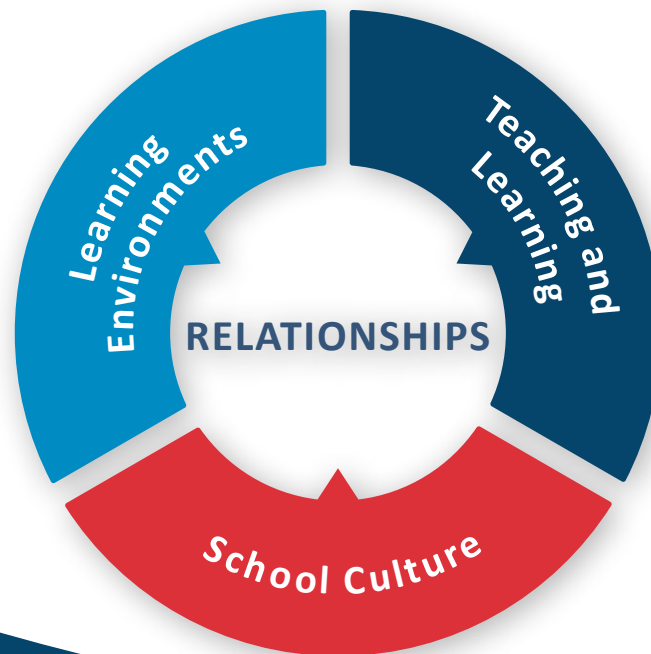 Learning
Environments
Teaching and
Learning
RELATIONSHIPS
School Culture